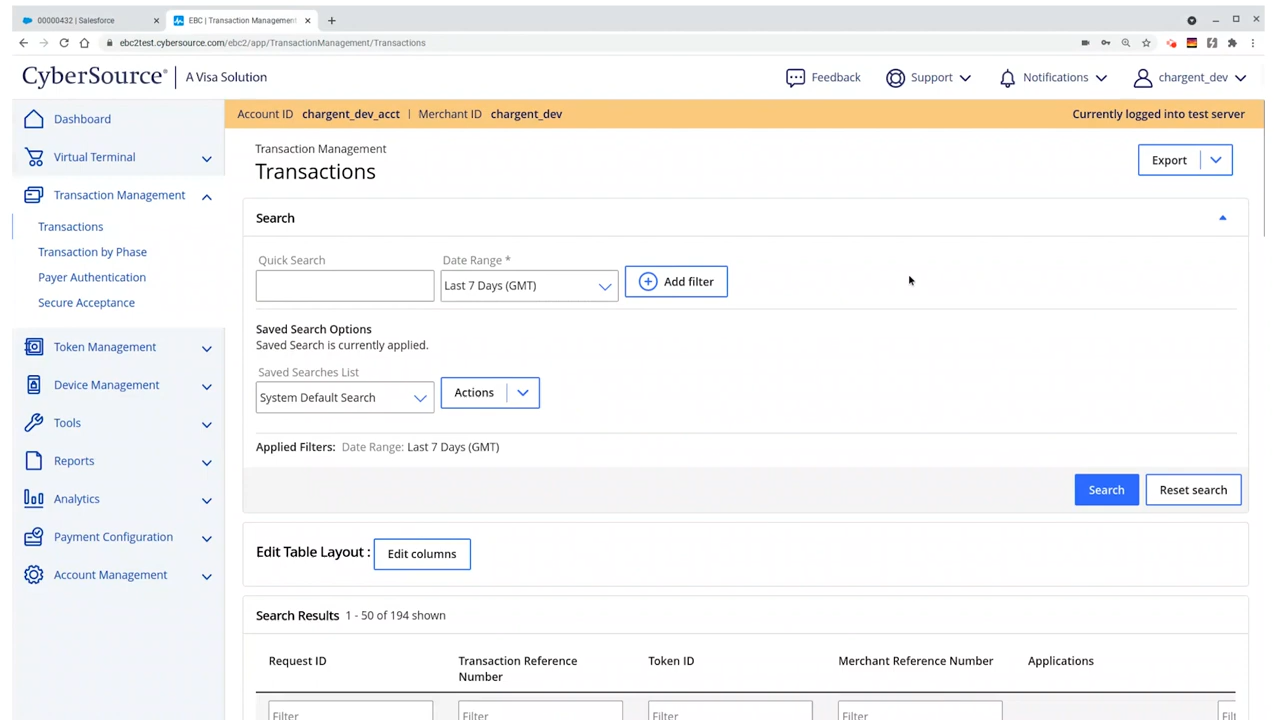 00000432 | Salesforce
EBC | Transaction Management
ebc2test.cybersource.com/ebc2/app/TransactionManagement/Transactions
CyberSource® | A Visa Solution
Feedback
Support
Notifications
chargent_dev
Account ID chargent_dev_acct | Merchant ID chargent_dev
Currently logged into test server
Dashboard
Virtual Terminal
Transaction Management
Transactions
Transaction by Phase
Payer Authentication
Secure Acceptance
Token Management
Device Management
Tools
Reports
Analytics
Payment Configuration
Account Management
Transaction Management
Transactions
Export
Search
Quick Search
Date Range *
Last 7 Days (GMT)
Add filter
Saved Search Options
Saved Search is currently applied.
Saved Searches List
System Default Search
Actions
Applied Filters: Date Range: Last 7 Days (GMT)
Search
Reset search
Edit Table Layout :
Edit columns
Search Results 1 - 50 of 194 shown
Request ID
Transaction Reference
Number
Token ID
Merchant Reference Number
Applications
Filter
Filter
Filter
Filter